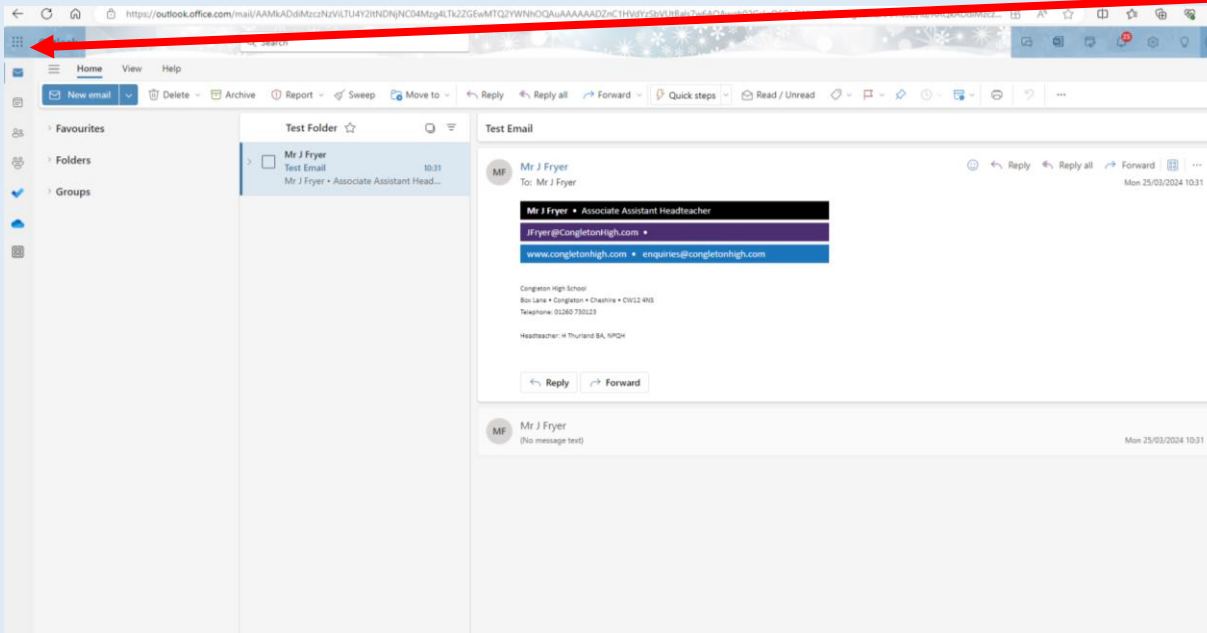 https://outlook.office.com/mail/
Search
Home View Help
New email Delete Archive Report Sweep Move to Reply Reply all Forward Quick steps Read / Unread ...
Favourites
Folders
Groups
Test Folder
Mr J Fryer
Test Email 10:31
Mr J Fryer • Associate Assistant Head...
Test Email
MF Mr J Fryer
To: Mr J Fryer
Reply Reply all Forward ...
Mon 25/03/2024 10:31
Mr J Fryer • Associate Assistant Headteacher
JFryer@CongletonHigh.com •
www.congletonhigh.com • enquiries@congletonhigh.com
Congleton High School
Box Lane • Congleton • Cheshire • CW12 4NS
Telephone: 01260 730123
Headteacher: H Thurland BA, NPQH
Reply Forward
MF Mr J Fryer
(No message text) Mon 25/03/2024 10:31